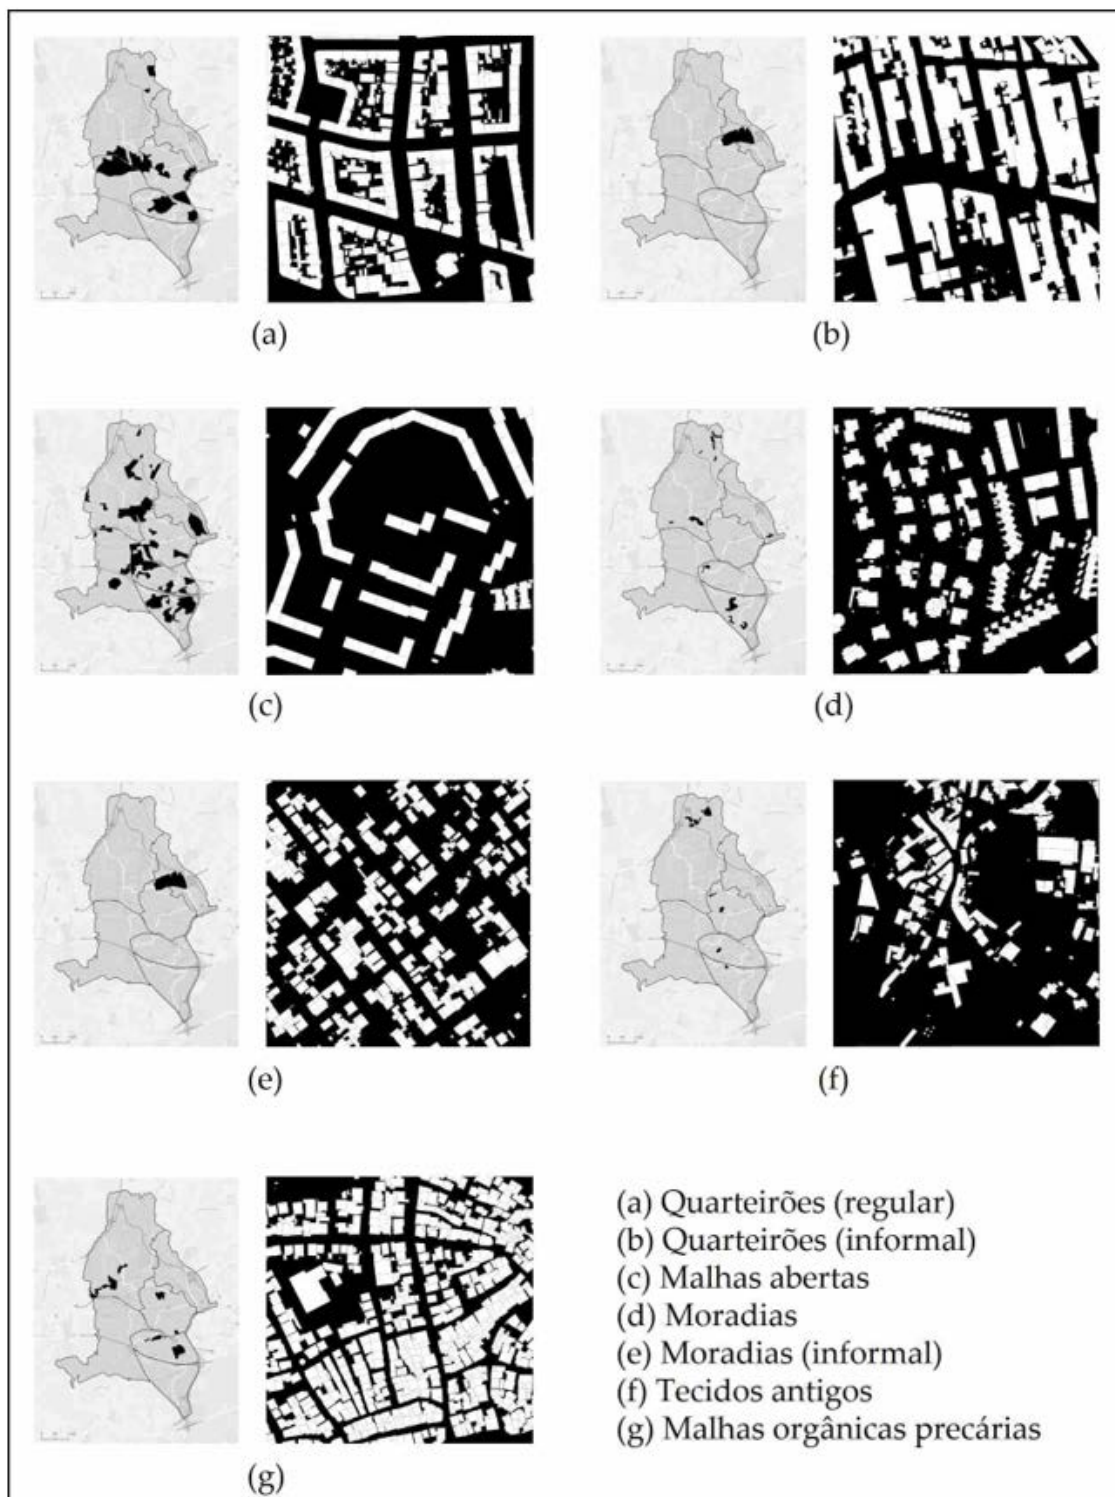 (a)
(b)
(c)
(d)
(e)
(f)
(g)
(a) Quarteirões (regular)
(b) Quarteirões (informal)
(c) Malhas abertas
(d) Moradias
(e) Moradias (informal)
(f) Tecidos antigos
(g) Malhas orgânicas precárias